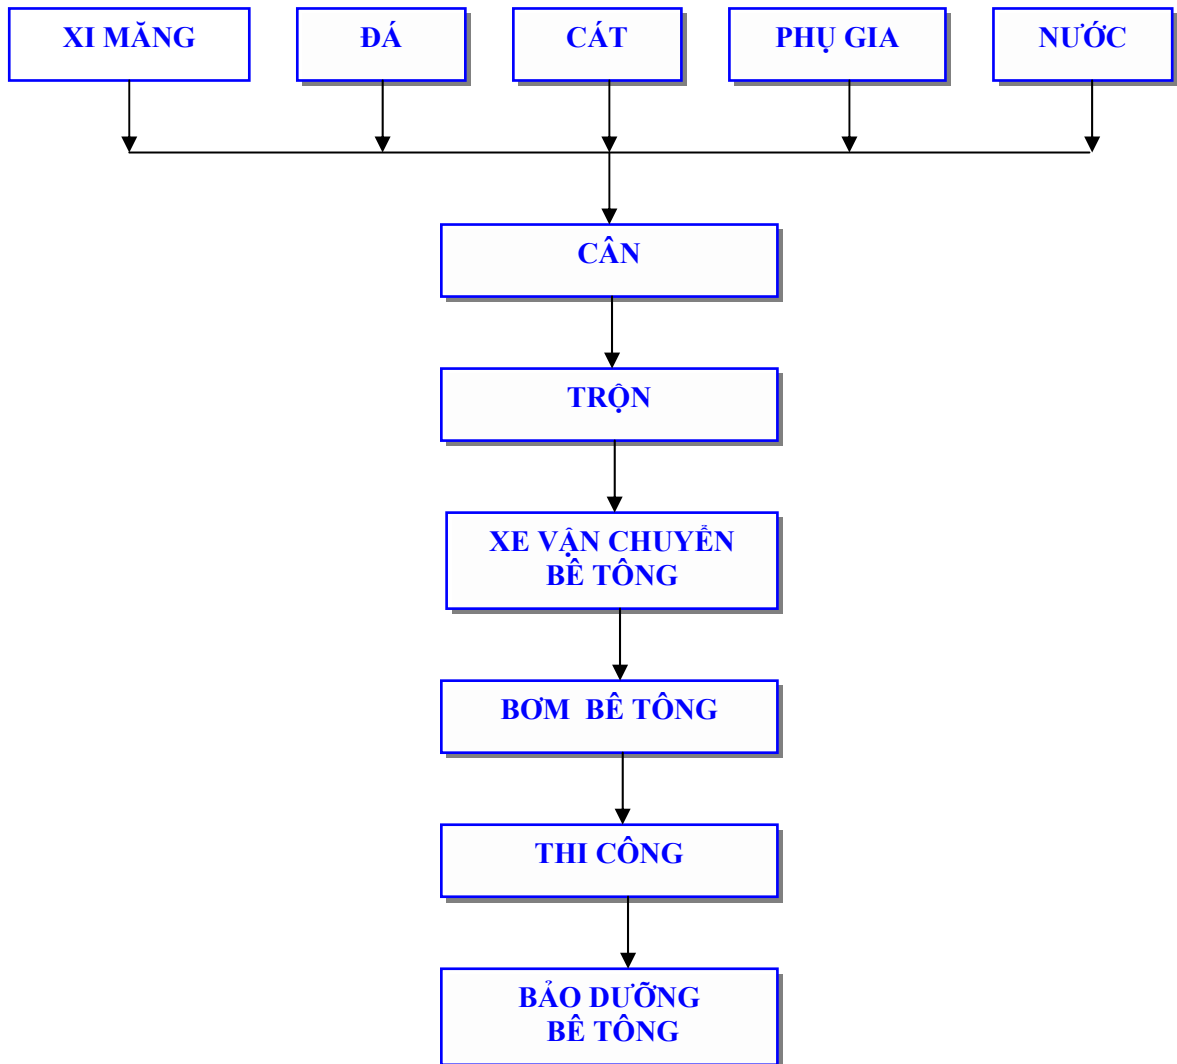 XI MĂNG
ĐÁ
CÁT
PHỤ GIA
NƯỚC
CÂN
TRỘN
XE VẬN CHUYỂN
BÊ TÔNG
BƠM BÊ TÔNG
THI CÔNG
BẢO DƯỠNG
BÊ TÔNG